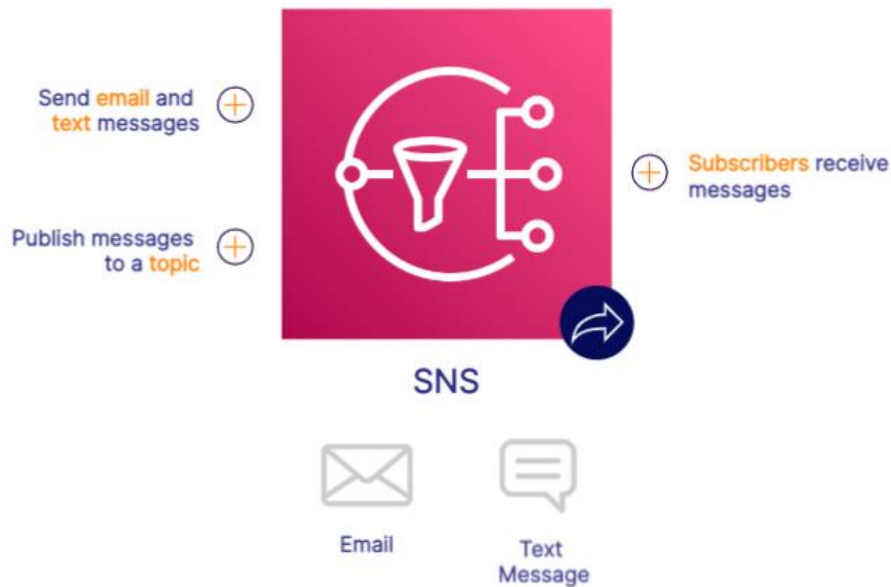 Send email and
text messages
Publish messages
to a topic
Subscribers receive
messages
SNS
Email
Text
Message